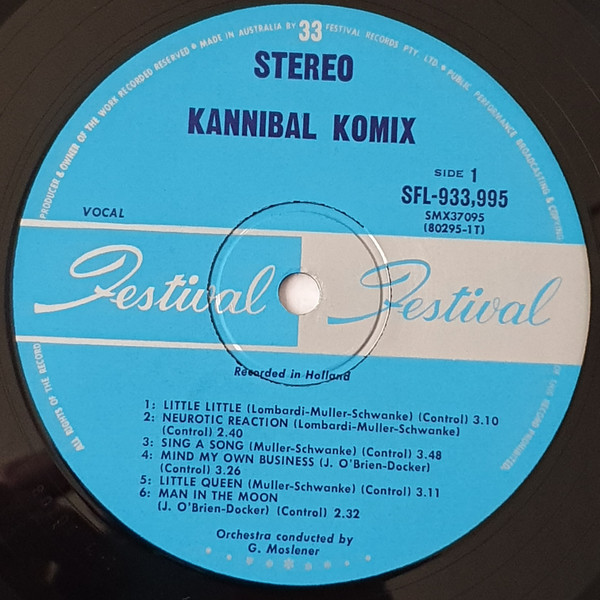 PRODUCER & OWNER OF THE WORK RECORDED RESERVED ✦ MADE IN AUSTRALIA BY 33 FESTIVAL RECORDS PTY. LTD ✦ PUBLIC PERFORMANCE BROADCASTING & COPYING
STEREO
KANNIBAL KOMIX
SIDE 1
SFL-933,995
SMX37095
(80295-1T)
VOCAL
Festival Festival
Recorded in Holland
1: LITTLE LITTLE (Lombardi-Muller-Schwanke) (Control) 3.10
2: NEUROTIC REACTION (Lombardi-Muller-Schwanke)
(Control) 2.40
3: SING A SONG (Muller-Schwanke) (Control) 3.48
4: MIND MY OWN BUSINESS (J. O'Brien-Docker)
(Control) 3.26
5: LITTLE QUEEN (Muller-Schwanke) (Control) 3.11
6: MAN IN THE MOON
(J. O'Brien-Docker) (Control) 2.32
Orchestra conducted by
G. Moslener
ALL RIGHTS OF THE RECORD
OF THIS RECORD PROHIBITED